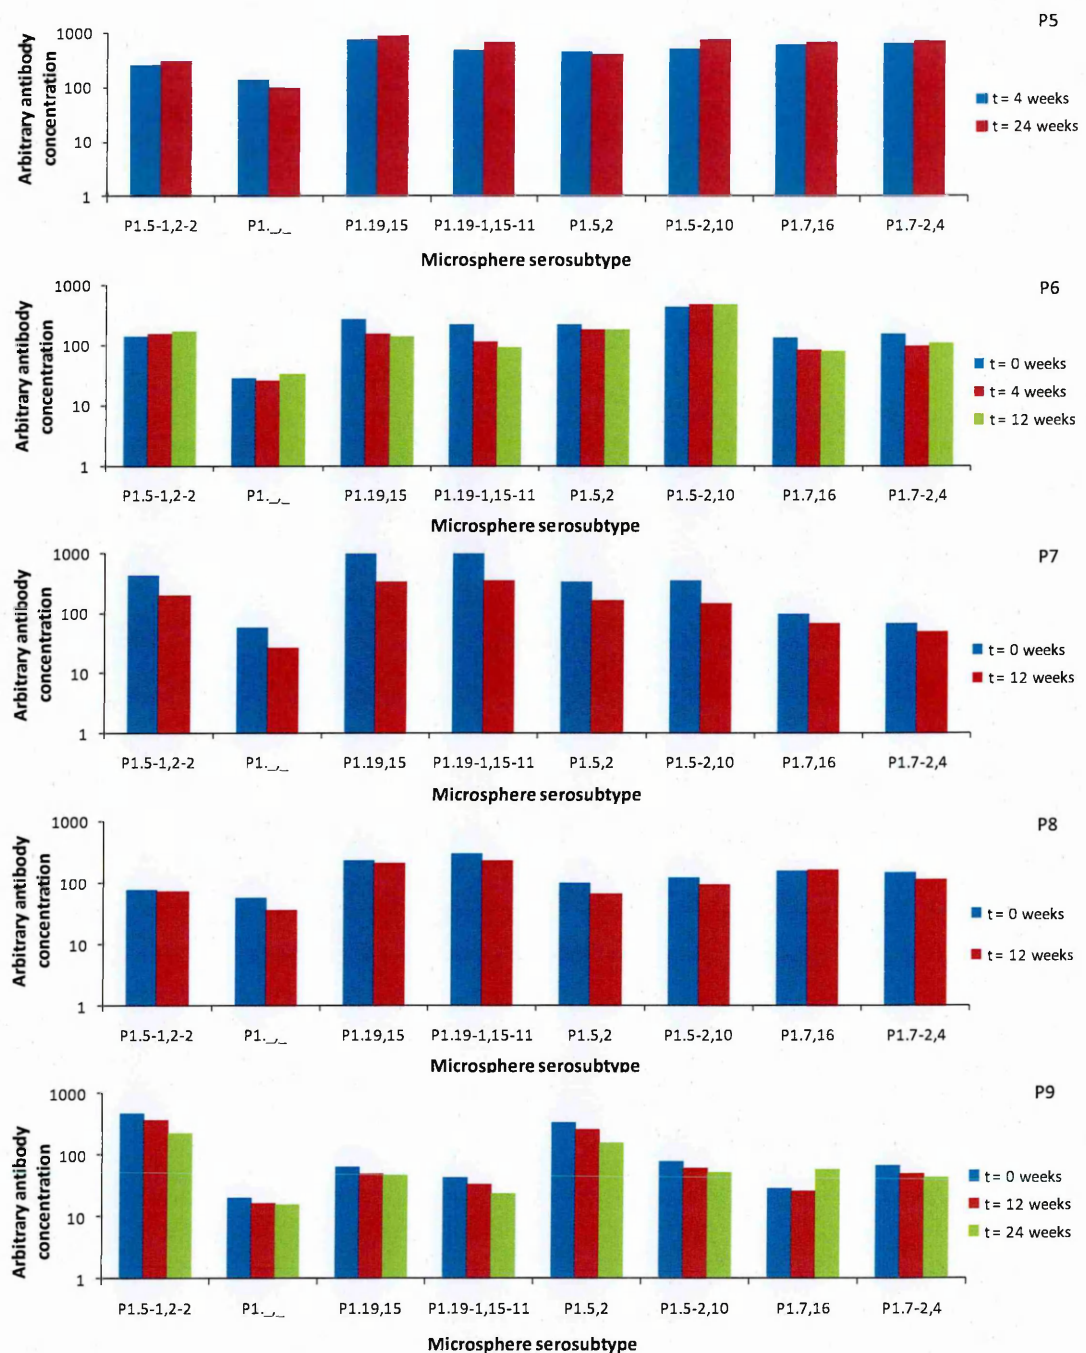 P5
Arbitrary antibody
concentration
1000
100
10
1
P1.5-1,2-2 P1._,_ P1.19,15 P1.19-1,15-11 P1.5,2 P1.5-2,10 P1.7,16 P1.7-2,4
Microsphere serosubtype
t= 4 weeks
t= 24 weeks
P6
Arbitrary antibody
concentration
1000
100
10
1
P1.5-1,2-2 P1._,_ P1.19,15 P1.19-1,15-11 P1.5,2 P1.5-2,10 P1.7,16 P1.7-2,4
Microsphere serosubtype
t= 0 weeks
t= 4 weeks
t= 12 weeks
P7
Arbitrary antibody
concentration
1000
100
10
1
P1.5-1,2-2 P1._,_ P1.19,15 P1.19-1,15-11 P1.5,2 P1.5-2,10 P1.7,16 P1.7-2,4
Microsphere serosubtype
t= 0 weeks
t= 12 weeks
P8
Arbitrary antibody
concentration
1000
100
10
1
P1.5-1,2-2 P1._,_ P1.19,15 P1.19-1,15-11 P1.5,2 P1.5-2,10 P1.7,16 P1.7-2,4
Microsphere serosubtype
t= 0 weeks
t= 12 weeks
P9
Arbitrary antibody
concentration
1000
100
10
1
P1.5-1,2-2 P1._,_ P1.19,15 P1.19-1,15-11 P1.5,2 P1.5-2,10 P1.7,16 P1.7-2,4
Microsphere serosubtype
t= 0 weeks
t= 12 weeks
t= 24 weeks